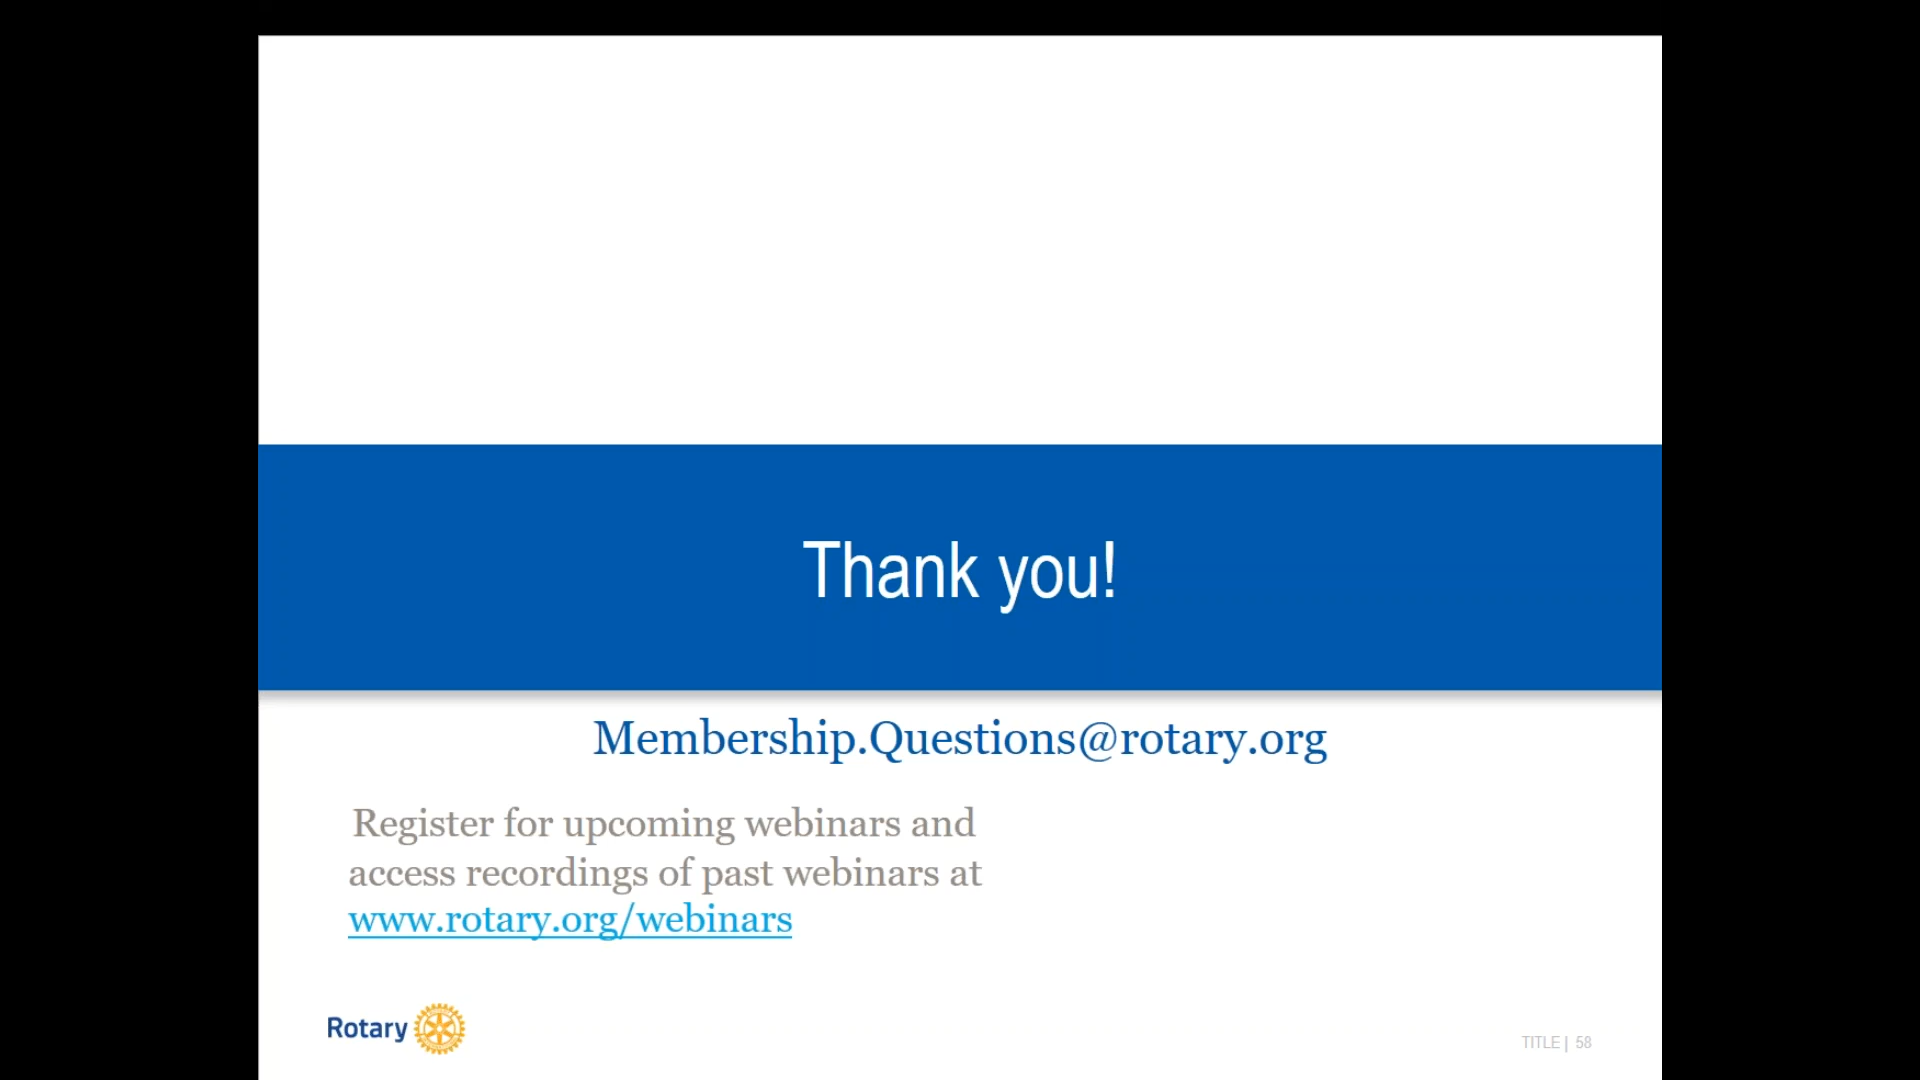 Thank you!
Membership.Questions@rotary.org
Register for upcoming webinars and
access recordings of past webinars at
www.rotary.org/webinars
Rotary
TITLE | 58